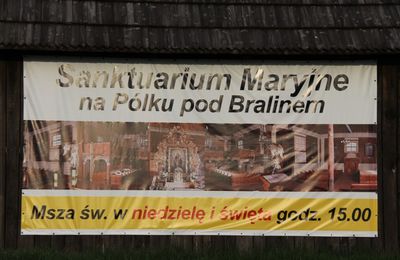 Sanktuarium Maryjne
na Pólku pod Bralinem
Msza św. w niedzielę i święta godz. 15.00